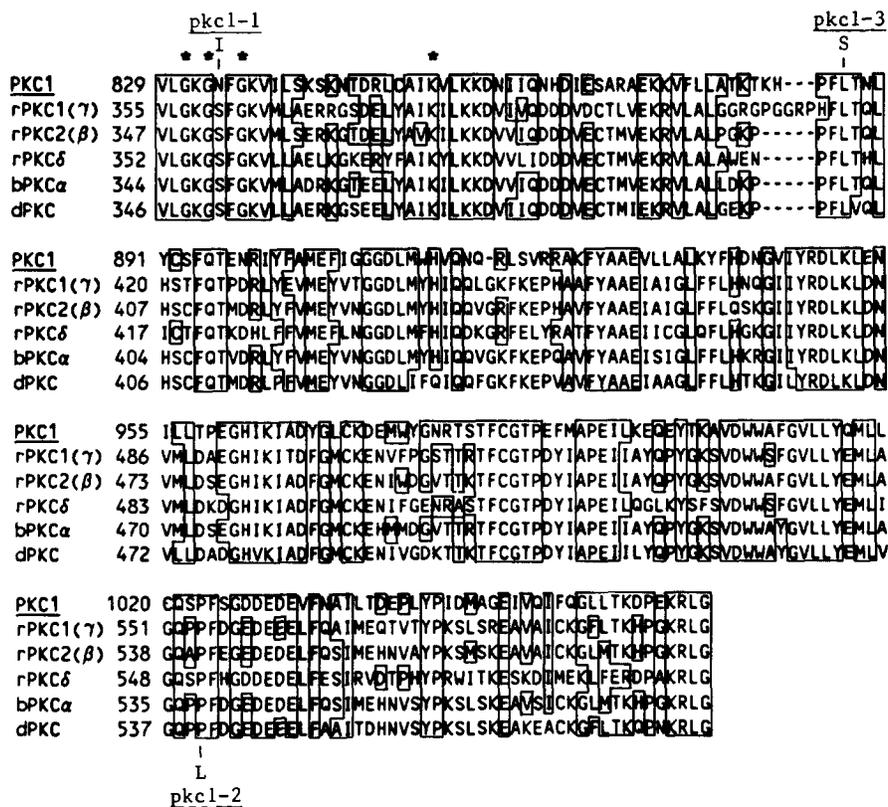 pkc1-1 pkc1-3
I S
* * * *
PKC1 829 VLGKGNFGKVILSKSKNTDRLCAIKVLKKDNIIQNHDIESARAEKKVFLLATKTKH---PFLTNL
rPKC1(γ) 355 VLGKGSFGKVMLAERRGSDELYAIKILKKDVIVQDDDVDCTLVEKRVLALGGRGPGGRPHFLTQL
rPKC2(β) 347 VLGKGSFGKVMLSERKGTDELYAVKILKKDVVIQDDDVECTMVEKRVLALPGKP-----PFLTQL
rPKCδ 352 VLGKGSFGKVLLAELKGKERYFAIKYLKKDVVLIDDDVECTMVEKRVLALAWEN-----PFLTHL
bPKCα 344 VLGKGSFGKVMLADRKGTEELYAIKILKKDVVIQDDDVECTMVEKRVLALLDKP-----PFLTQL
dPKC 346 VLGKGSFGKVLLAERKGSEELYAIKILKKDVIIQDDDVECTMIEKRVLALGEKP-----PFLVQL
PKC1 891 YCSFQTENRIYFAMEFIGGGDLMWHVQNQ-RLSVRRAKFYAAEVLLALKYFHDNGVIYRDLKLEN
rPKC1(γ) 420 HSTFQTPDRLYFVMEYVTGGDLMYHIQQLGKFKEPHAAFYAAEIAIGLFFLHNQGIIYRDLKLDN
rPKC2(β) 407 HSCFQTMDRLYFVMEYVNGGDLMYHIQQVGRFKEPHAVFYAAEIAIGLFFLQSKGIIYRDLKLDN
rPKCδ 417 ICTFQTKDHLFFVMEFLNGGDLMFHIQDKGRFELYRATFYAAEIICGLQFLHGKGIIYRDLKLDN
bPKCα 404 HSCFQTVDRLYFVMEYVNGGDLMYHIQQVGKFKEPQAVFYAAEISIGLFFLHKRGIIYRDLKLDN
dPKC 406 HSCFQTMDRLFFVMEYVNGGDLIFQIQQFGKFKEPVAVFYAAEIAAGLFFLHTKGILYRDLKLDN
PKC1 955 ILLTPEGHIKIADYGLCKDEMWYGNRTSTFCGTPEFMAPEILKEQEYTKAVDWWAFGVLLYQMLL
rPKC1(γ) 486 VMLDAEGHIKITDFGMCKENVFPGSTTRTFCGTPDYIAPEIIAYQPYGKSVDWWSFGVLLYEMLA
rPKC2(β) 473 VMLDSEGHIKIADFGMCKENIWDGVTTKTFCGTPDYIAPEIIAYQPYGKSVDWWAFGVLLYEMLA
rPKCδ 483 VMLDKDGHIKIADFGMCKENIFGENRASTFCGTPDYIAPEILQGLKYSFSVDWWSFGVLLYEMLI
bPKCα 470 VMLDSEGHIKIADFGMCKEHMMDGVTTRTFCGTPDYIAPEIIAYQPYGKSVDWWAYGVLLYEMLA
dPKC 472 VLLDADGHVKIADFGMCKENIVGDKTTKTFCGTPDYIAPEIILYQPYGKSVDWWAYGVLLYEMLV
PKC1 1020 CQSPFSGDDEDEVFNAILTDEPLYPIDMAGEIVQIFQGLLTKDPEKRLG
rPKC1(γ) 551 GQPPFDGEDEEELFQAIMEQTVTYPKSLSREAVAICKGFLTKHPGKRLG
rPKC2(β) 538 GQAPFEGEDEDELFQSIMEHNVAYPKSMSKEAVAICKGLMTKHPGKRLG
rPKCδ 548 GQSPFHGDDEDELFESIRVDTPHYPRWITKESKDIMEKLFERDPAKRLG
bPKCα 535 GQPPFDGEDEDELFQSIMEHNVSYPKSLSKEAVSICKGLMTKHPGKRLG
dPKC 537 GQPPFDGEDEEELFAAITDHNVSYPKSLSKEAKEACKGFLTKQPNKRLG
L
pkc1-2